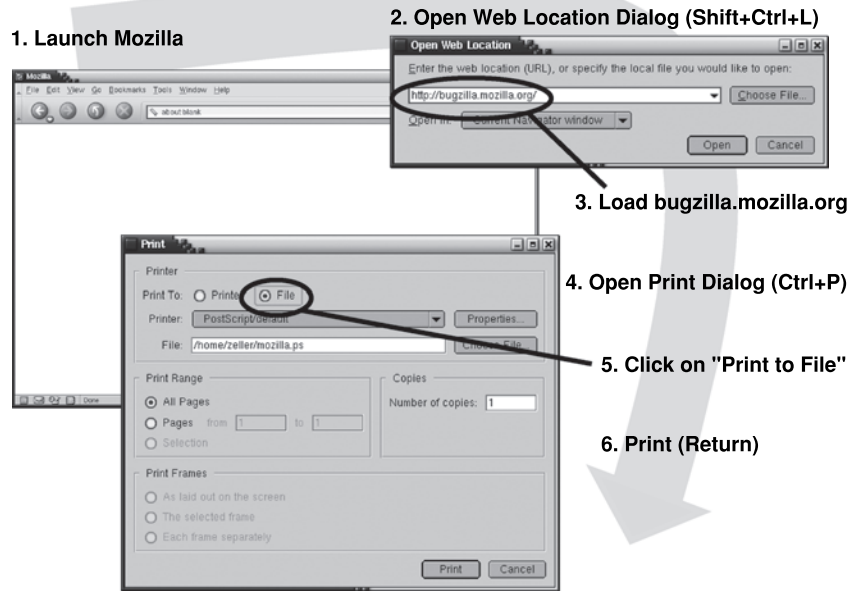 1. Launch Mozilla
2. Open Web Location Dialog (Shift+Ctrl+L)
Mozilla
File Edit View Go Bookmarks Tools Window Help
about:blank
Open Web Location
Enter the web location (URL), or specify the local file you would like to open:
http://bugzilla.mozilla.org/
Choose File...
Open in: Current Navigator window
Open Cancel
3. Load bugzilla.mozilla.org
Print
Printer
Print To: Printer File
4. Open Print Dialog (Ctrl+P)
Printer: PostScript/default Properties...
File: /home/zeller/mozilla.ps Choose File...
5. Click on "Print to File"
Print Range
Copies
All Pages
Number of copies: 1
Pages from 1 to 1
Selection
Done
6. Print (Return)
Print Frames
As laid out on the screen
The selected frame
Each frame separately
Print Cancel